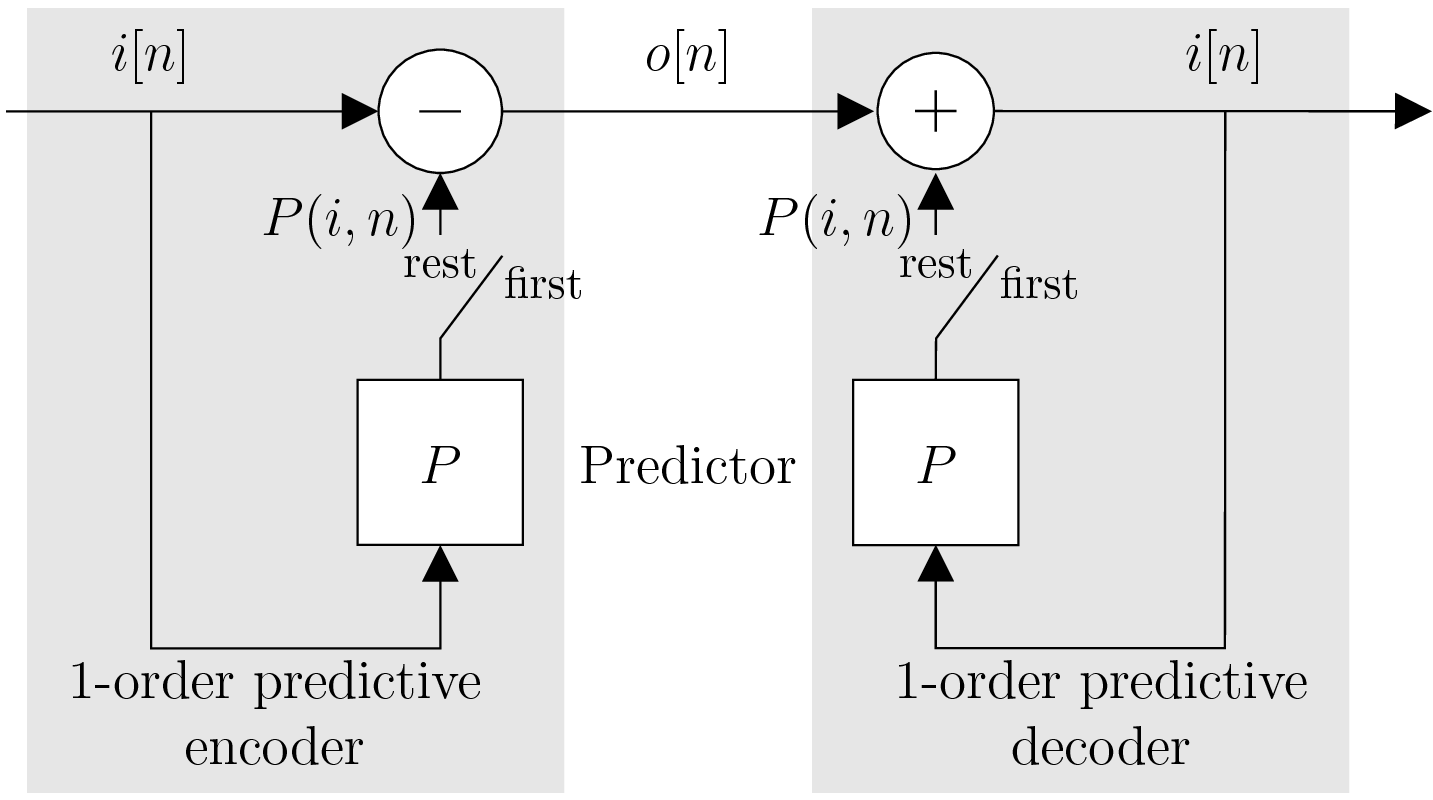 i[n] o[n] i[n]
− +
P(i, n) P(i, n)
rest first rest first
P Predictor P
1-order predictive 1-order predictive
encoder decoder